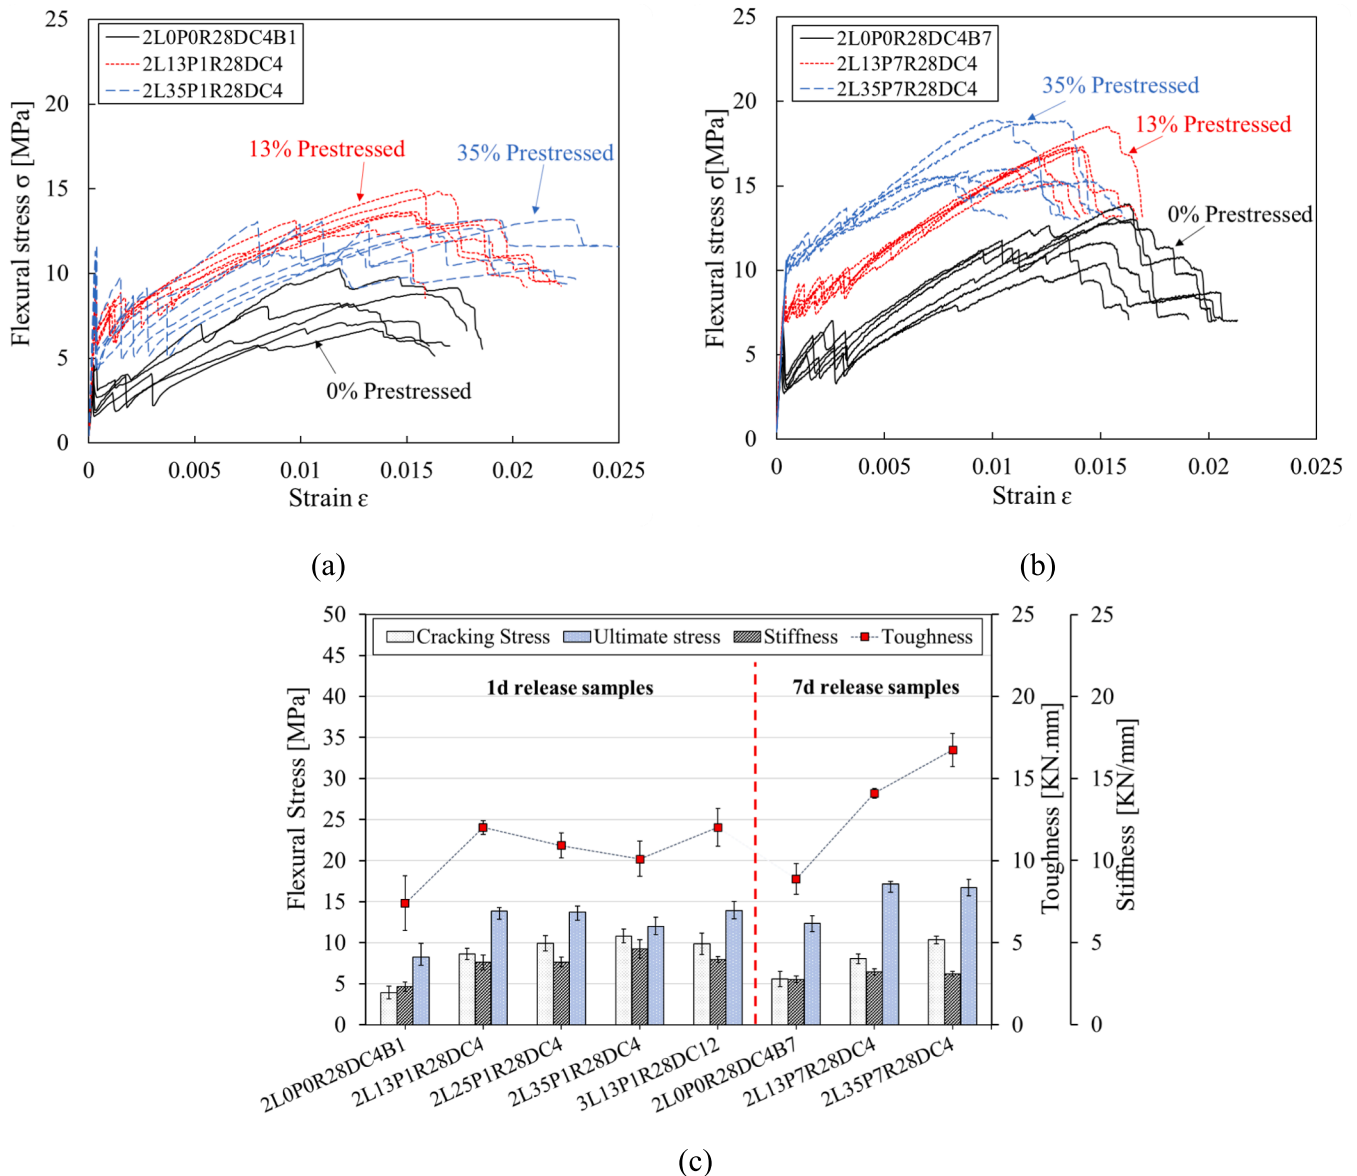 2L0P0R28DC4B1
2L13P1R28DC4
2L35P1R28DC4
13% Prestressed
35% Prestressed
0% Prestressed
Flexural stress σ [MPa]
25
20
15
10
5
0
0 0.005 0.01 0.015 0.02 0.025
Strain ε
(a)
2L0P0R28DC4B7
2L13P7R28DC4
2L35P7R28DC4
35% Prestressed
13% Prestressed
0% Prestressed
Flexural stress σ[MPa]
25
20
15
10
5
0
0 0.005 0.01 0.015 0.02 0.025
Strain ε
(b)
Cracking Stress Ultimate stress Stiffness Toughness
1d release samples 7d release samples
Flexural Stress [MPa]
50
45
40
35
30
25
20
15
10
5
0
Toughness [KN.mm]
25
20
15
10
5
0
Stiffness [KN/mm]
25
20
15
10
5
0
2L0P0R28DC4B1
2L13P1R28DC4
2L25P1R28DC4
2L35P1R28DC4
3L13P1R28DC12
2L0P0R28DC4B7
2L13P7R28DC4
2L35P7R28DC4
(c)